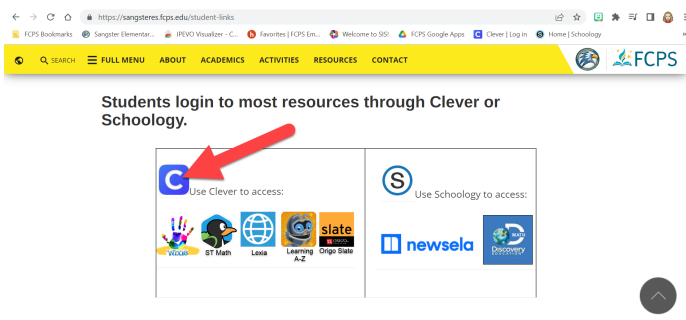 https://sangsteres.fcps.edu/student-links
FCPS Bookmarks Sangster Elementar... IPEVO Visualizer - C... Favorites | FCPS Em... Welcome to SIS! FCPS Google Apps Clever | Log in Home | Schoology »
SEARCH FULL MENU ABOUT ACADEMICS ACTIVITIES RESOURCES CONTACT FCPS
Students login to most resources through Clever or
Schoology.
C Use Clever to access:
ST Math Lexia Learning
A-Z
slate
Origo Slate
S Use Schoology to access:
newsela
MATH
Discovery
EDUCATION